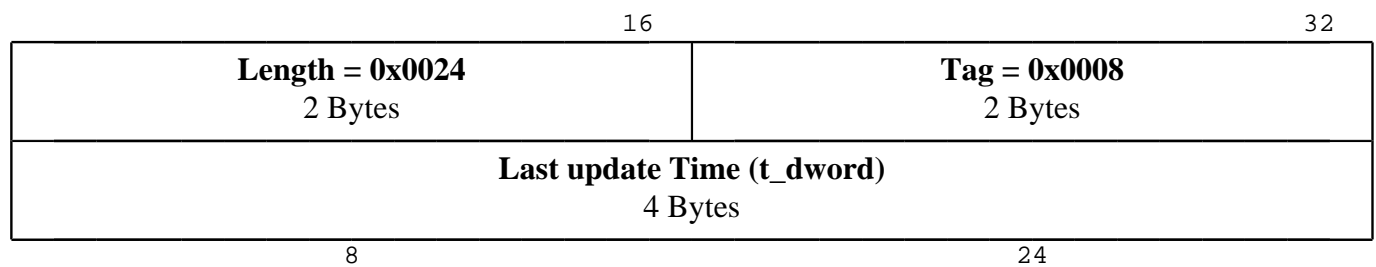 16 32
Length = 0x0024 Tag = 0x0008
2 Bytes 2 Bytes
Last update Time (t_dword)
4 Bytes
8 24